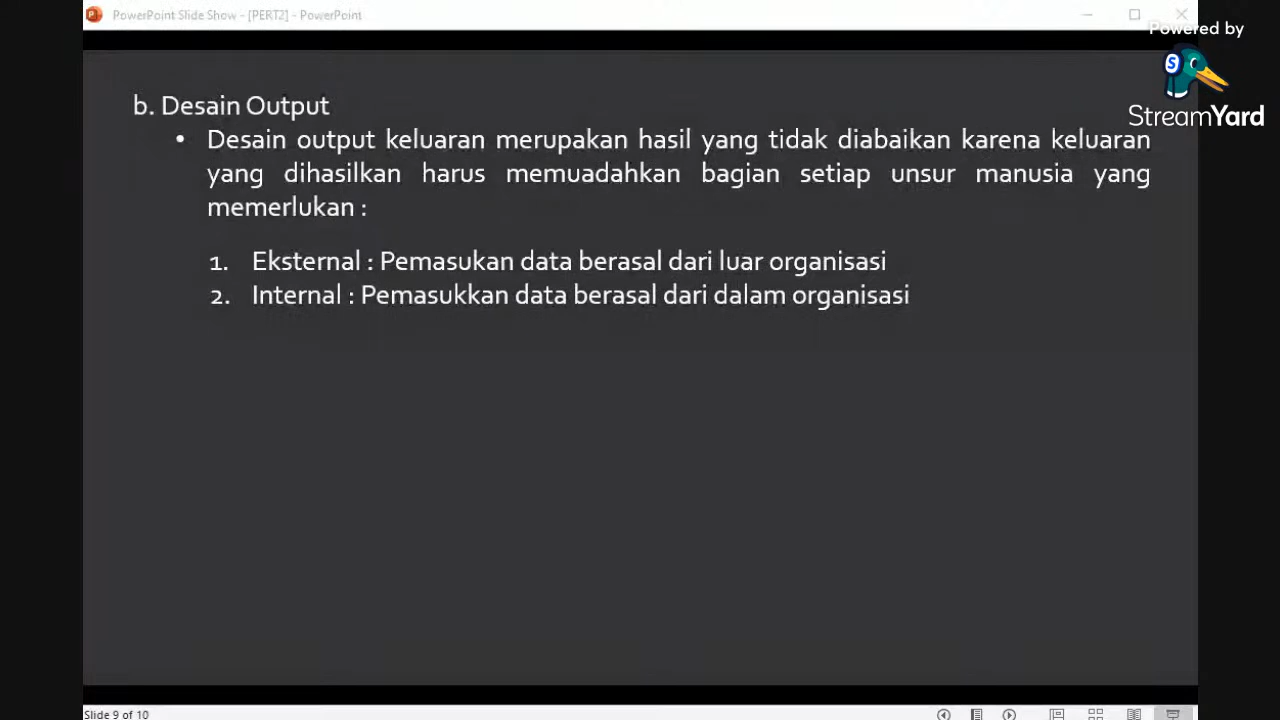 PowerPoint Slide Show - [PERT2] - PowerPoint
Powered by
S
StreamYard
b. Desain Output
• Desain output keluaran merupakan hasil yang tidak diabaikan karena keluaran
yang dihasilkan harus memuadahkan bagian setiap unsur manusia yang
memerlukan :
1. Eksternal : Pemasukan data berasal dari luar organisasi
2. Internal : Pemasukkan data berasal dari dalam organisasi
Slide 9 of 10